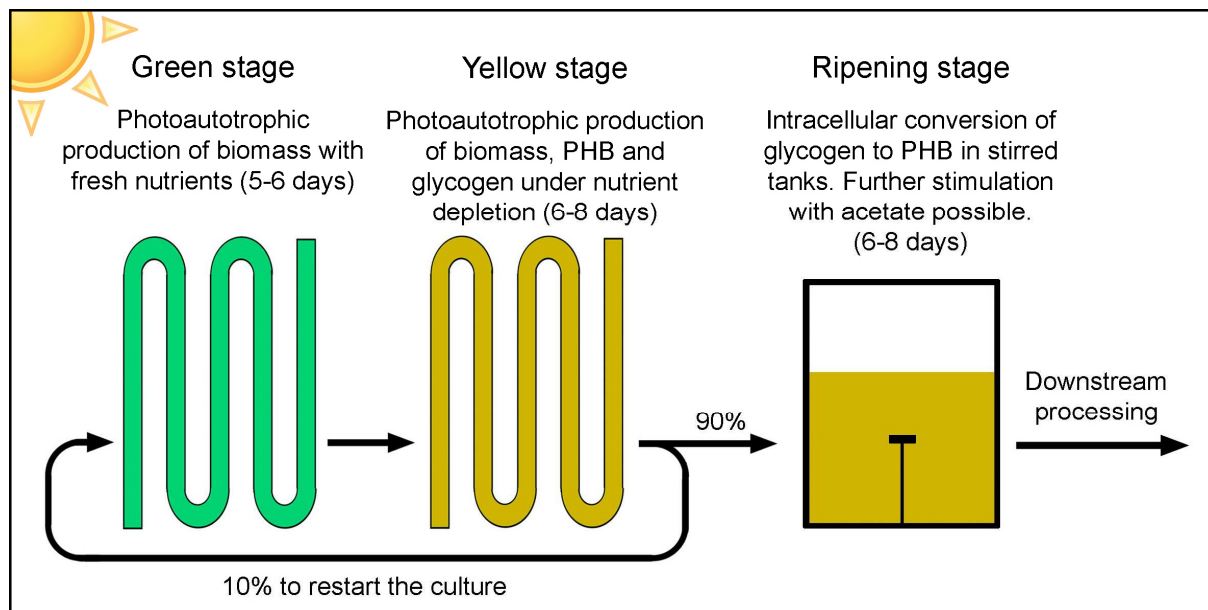 Green stage
Photoautotrophic
production of biomass with
fresh nutrients (5-6 days)
Yellow stage
Photoautotrophic production
of biomass, PHB and
glycogen under nutrient
depletion (6-8 days)
Ripening stage
Intracellular conversion of
glycogen to PHB in stirred
tanks. Further stimulation
with acetate possible.
(6-8 days)
90%
Downstream
processing
10% to restart the culture